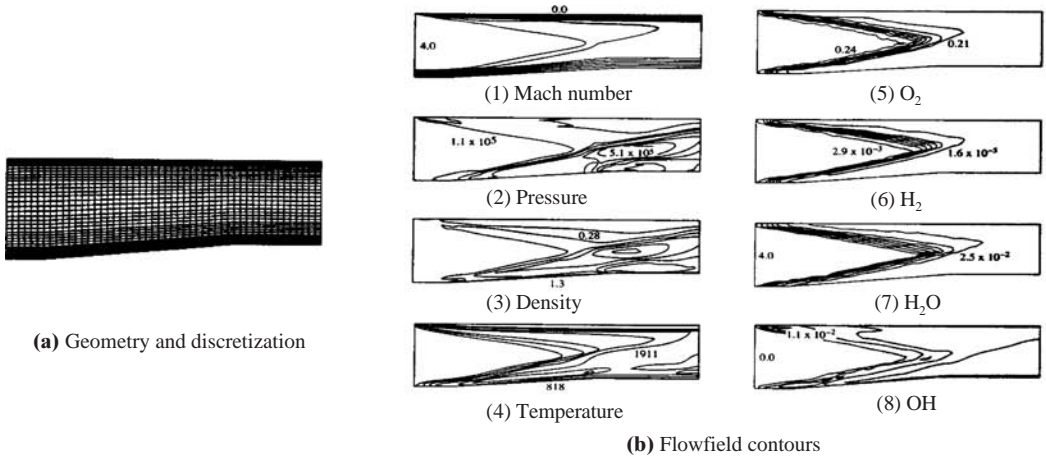 (a) Geometry and discretization
0.0
4.0
(1) Mach number
1.1 x 10⁵
5.1 x 10⁵
(2) Pressure
0.28
1.3
(3) Density
1911
818
(4) Temperature
0.24
0.21
(5) O₂
2.9 x 10⁻³
1.6 x 10⁻³
(6) H₂
4.0
2.5 x 10⁻²
(7) H₂O
1.1 x 10⁻²
0.0
(8) OH
(b) Flowfield contours